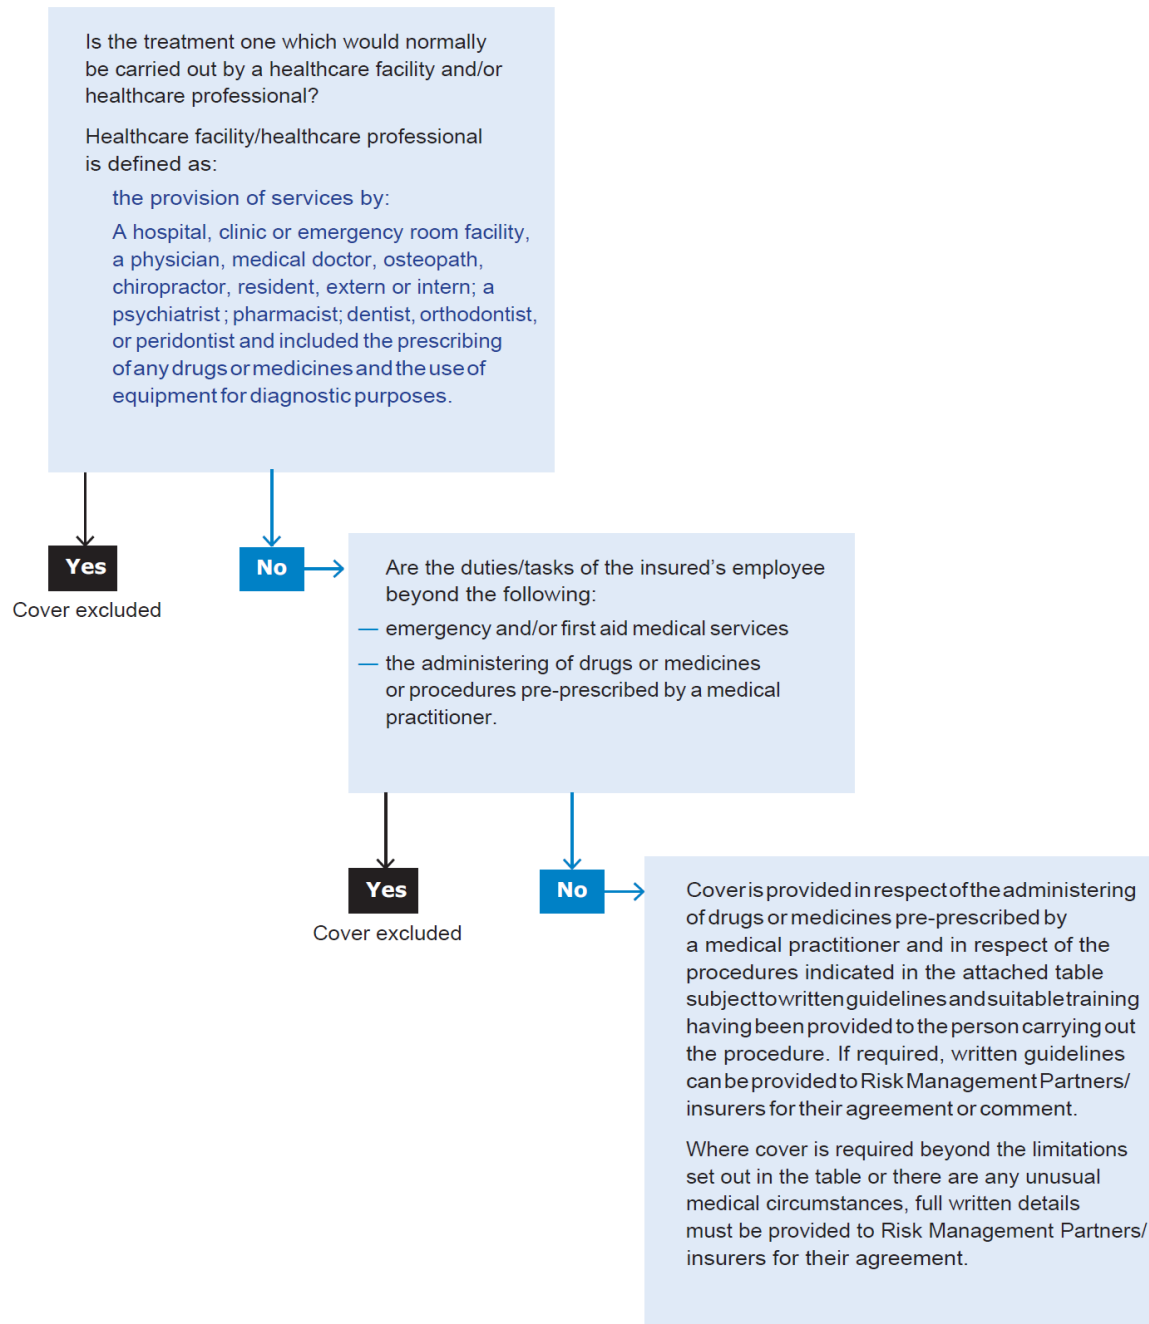 Is the treatment one which would normally
be carried out by a healthcare facility and/or
healthcare professional?
Healthcare facility/healthcare professional
is defined as:
the provision of services by:
A hospital, clinic or emergency room facility,
a physician, medical doctor, osteopath,
chiropractor, resident, extern or intern; a
psychiatrist; pharmacist; dentist, orthodontist,
or peridontist and included the prescribing
of any drugs or medicines and the use of
equipment for diagnostic purposes.
Yes
Cover excluded
No
Are the duties/tasks of the insured's employee
beyond the following:
— emergency and/or first aid medical services
— the administering of drugs or medicines
or procedures pre-prescribed by a medical
practitioner.
Yes
Cover excluded
No
Cover is provided in respect of the administering
of drugs or medicines pre-prescribed by
a medical practitioner and in respect of the
procedures indicated in the attached table
subject to written guidelines and suitable training
having been provided to the person carrying out
the procedure. If required, written guidelines
can be provided to Risk Management Partners/
insurers for their agreement or comment.
Where cover is required beyond the limitations
set out in the table or there are any unusual
medical circumstances, full written details
must be provided to Risk Management Partners/
insurers for their agreement.